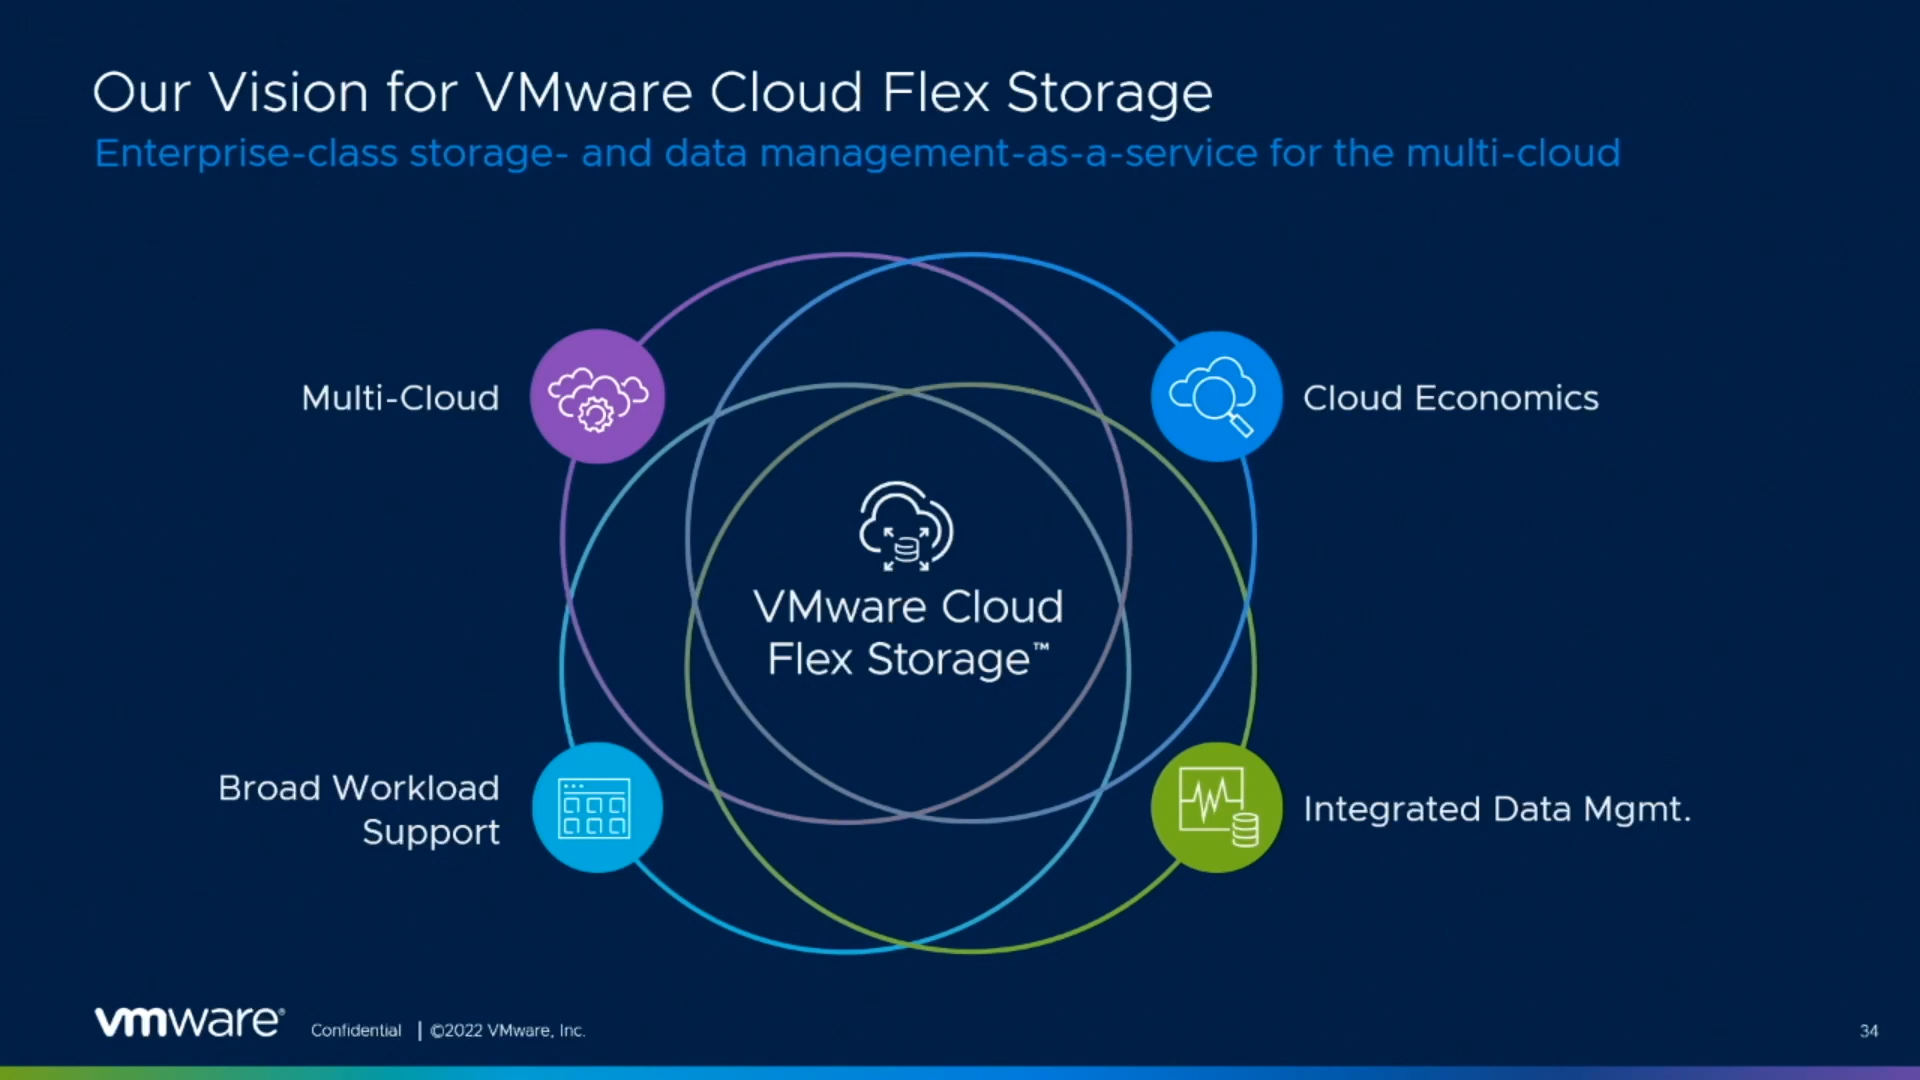 Our Vision for VMware Cloud Flex Storage
Enterprise-class storage- and data management-as-a-service for the multi-cloud
Multi-Cloud
Cloud Economics
VMware Cloud
Flex Storage™
Broad Workload
Support
Integrated Data Mgmt.
vmware® Confidential | ©2022 VMware, Inc.
34